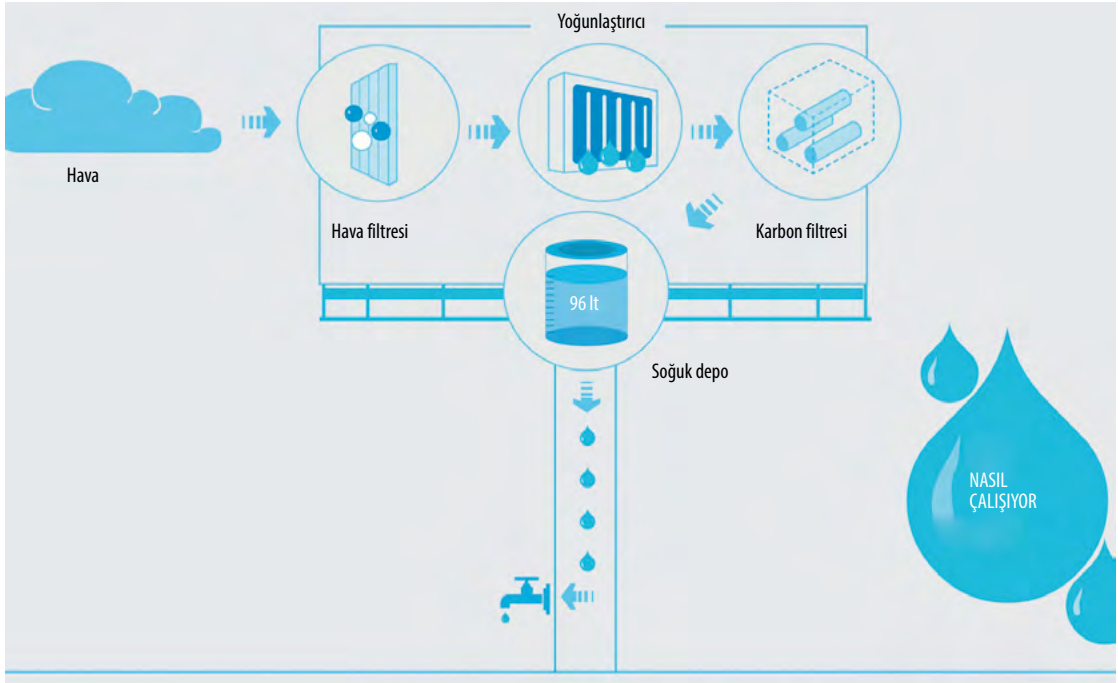 Yoğunlaştırıcı
Hava
Hava filtresi
Karbon filtresi
96 lt
Soğuk depo
NASIL
ÇALIŞIYOR